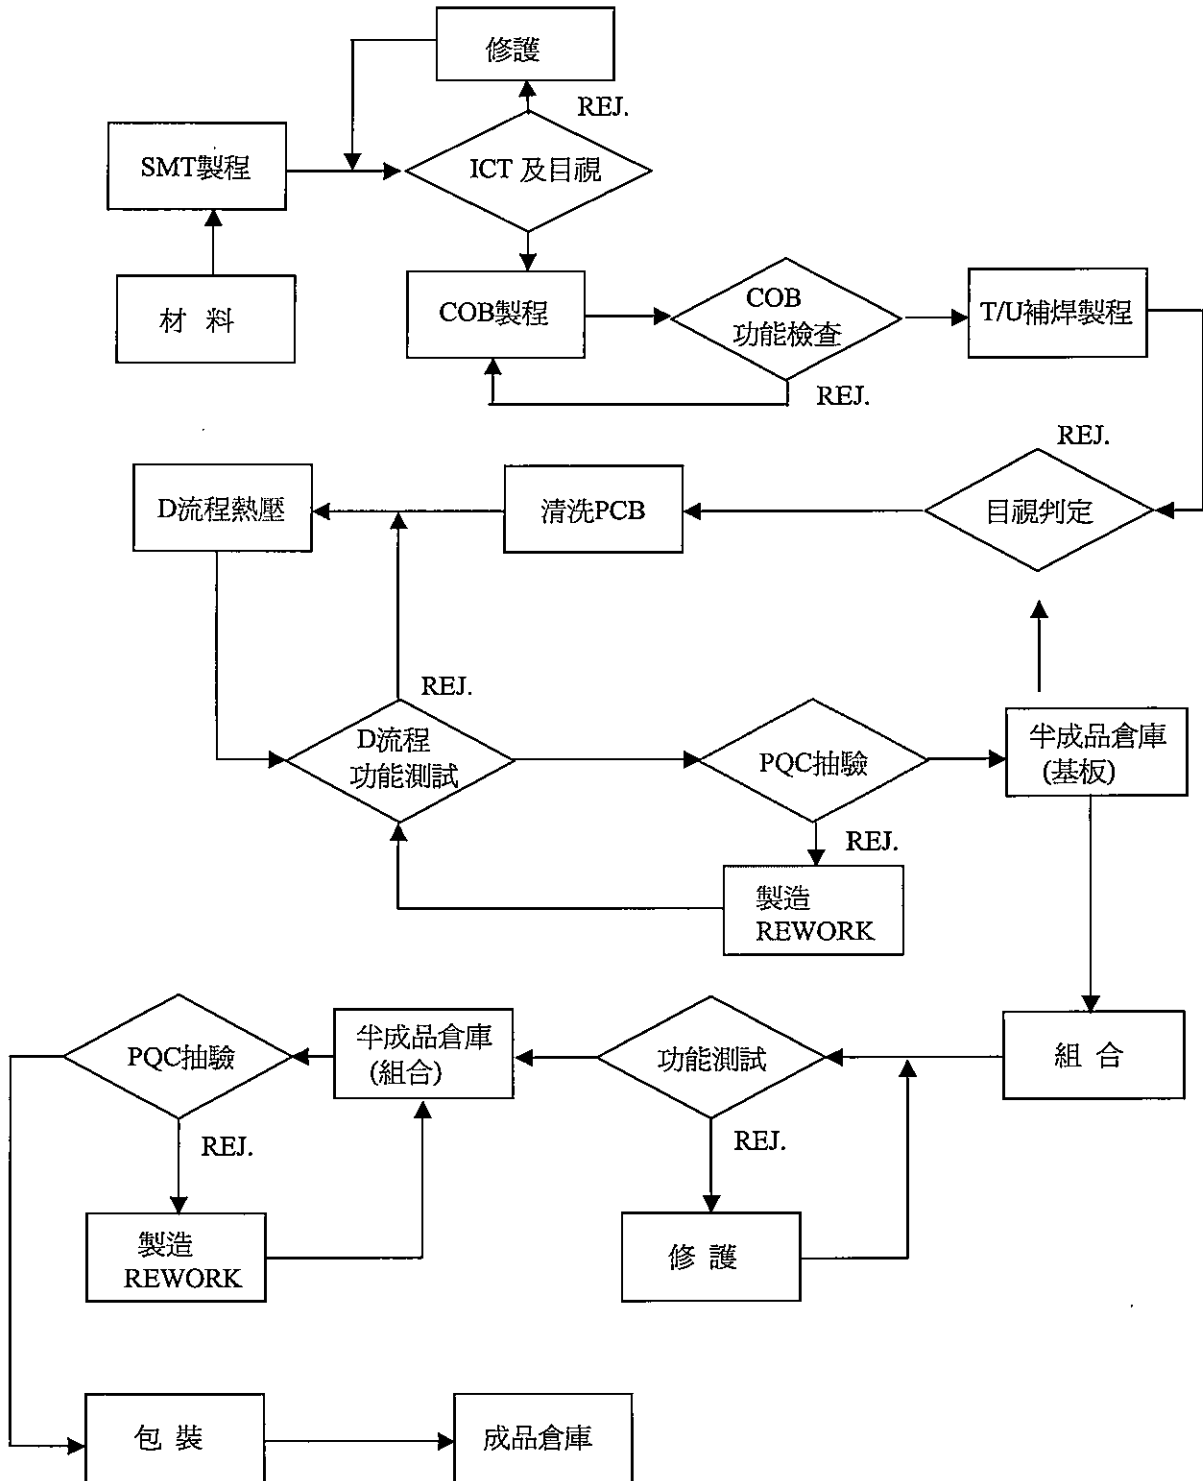 修護
REJ.
SMT製程
ICT 及目視
材 料
COB製程
COB
功能檢查
T/U補焊製程
REJ.
REJ.
D流程熱壓
清洗PCB
目視判定
REJ.
D流程
功能測試
PQC抽驗
半成品倉庫
(基板)
REJ.
製造
REWORK
PQC抽驗
半成品倉庫
(組合)
功能測試
組 合
REJ.
REJ.
製造
REWORK
修 護
包 裝
成品倉庫